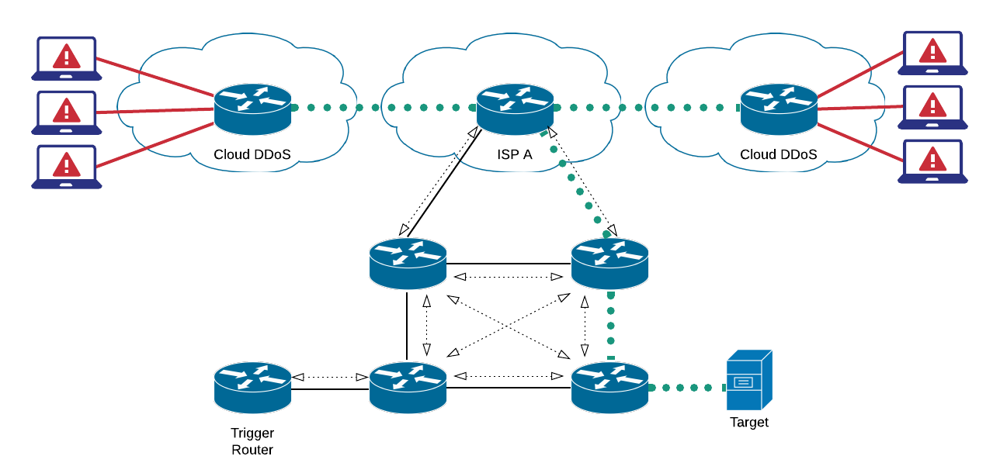 Cloud DDoS
ISP A
Cloud DDoS
Target
Trigger
Router